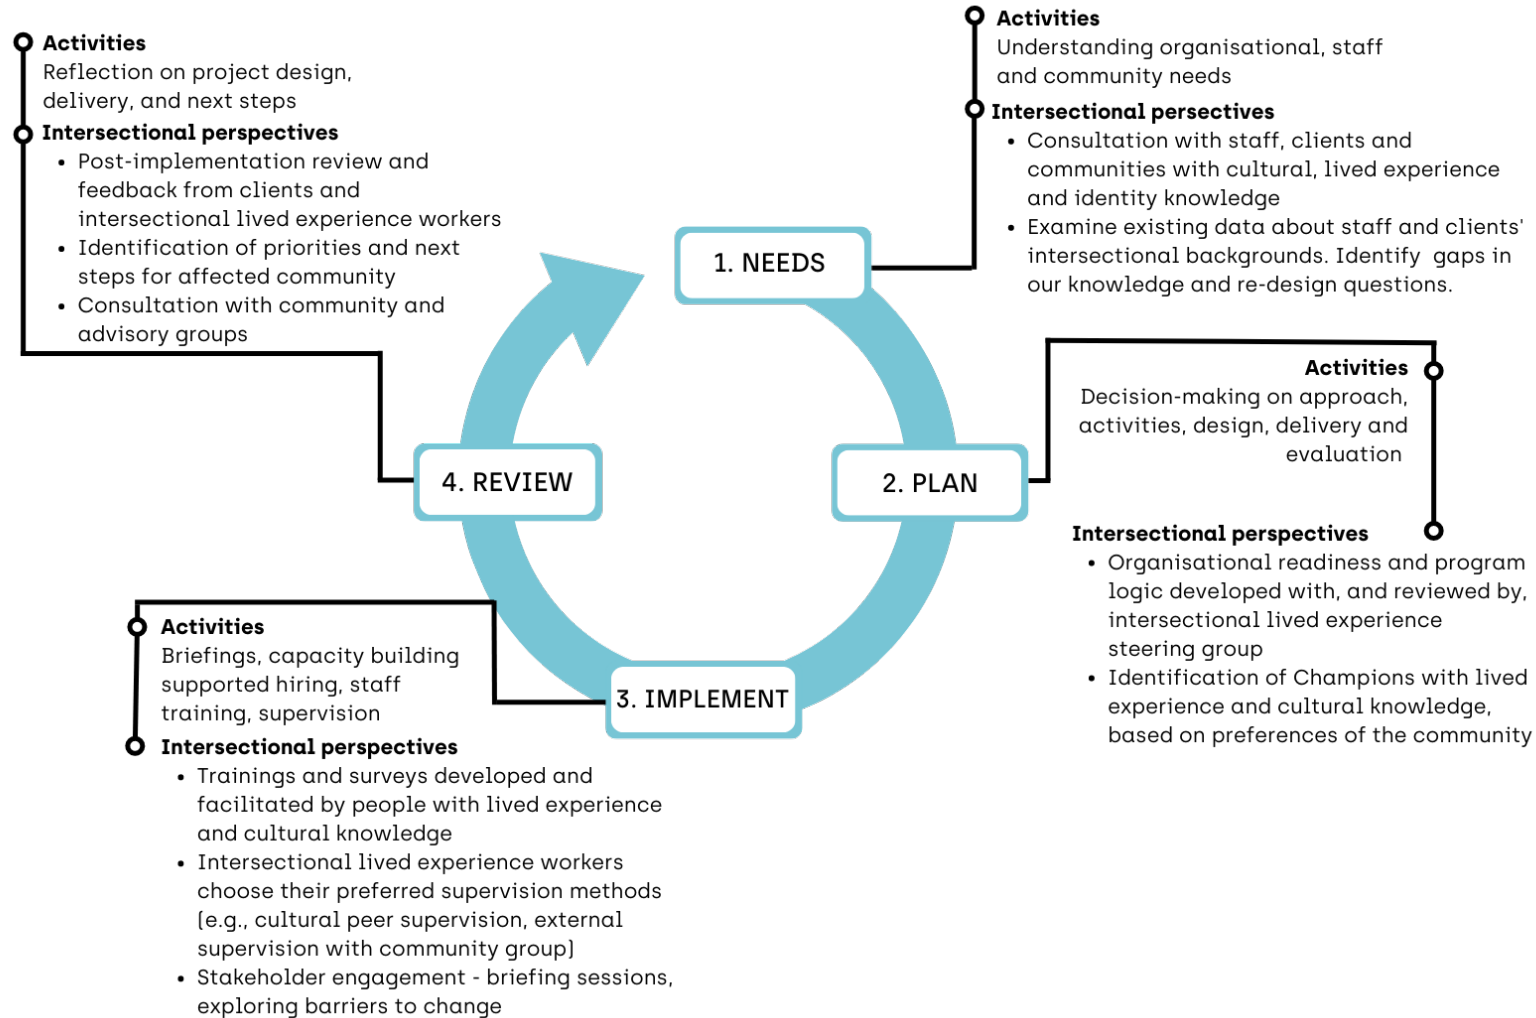 Activities
Understanding organisational, staff
and community needs
Intersectional persectives
• Consultation with staff, clients and
communities with cultural, lived experience
and identity knowledge
• Examine existing data about staff and clients'
intersectional backgrounds. Identify  gaps in
our knowledge and re-design questions.
1. NEEDS
Activities
Decision-making on approach,
activities, design, delivery and
evaluation
Intersectional perspectives
• Organisational readiness and program
logic developed with, and reviewed by,
intersectional lived experience
steering group
• Identification of Champions with lived
experience and cultural knowledge,
based on preferences of the community
2. PLAN
Activities
Briefings, capacity building
supported hiring, staff
training, supervision
Intersectional perspectives
• Trainings and surveys developed and
facilitated by people with lived experience
and cultural knowledge
• Intersectional lived experience workers
choose their preferred supervision methods
(e.g., cultural peer supervision, external
supervision with community group)
• Stakeholder engagement - briefing sessions,
exploring barriers to change
3. IMPLEMENT
Activities
Reflection on project design,
delivery, and next steps
Intersectional perspectives
• Post-implementation review and
feedback from clients and
intersectional lived experience workers
• Identification of priorities and next
steps for affected community
• Consultation with community and
advisory groups
4. REVIEW